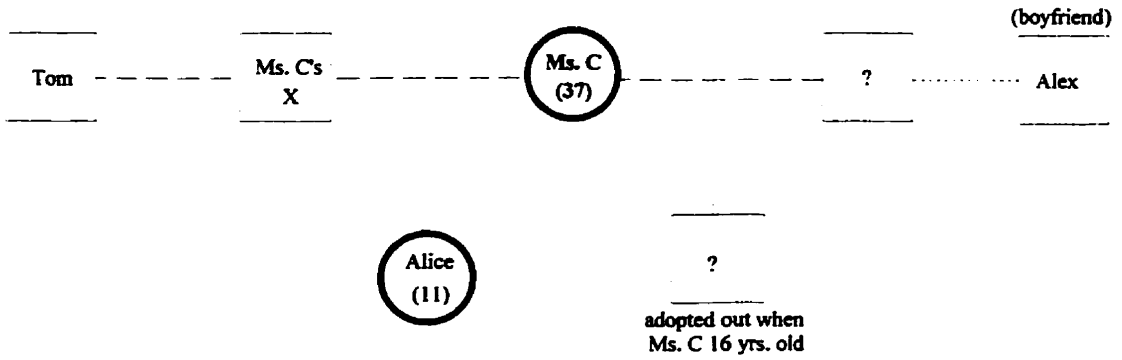 (boyfriend)
Tom
Ms. C's
X
Ms. C
(37)
?
Alex
Alice
(11)
?
adopted out when
Ms. C 16 yrs. old